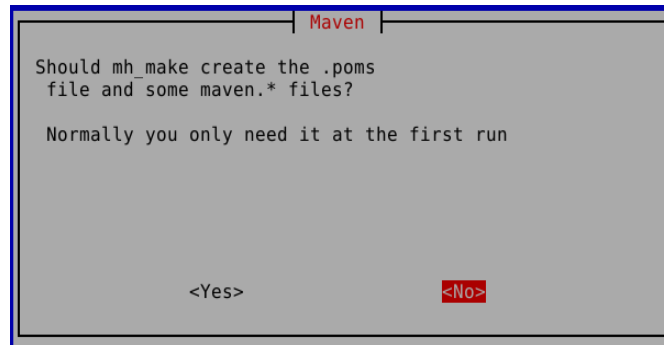 Maven
Should mh_make create the .poms
file and some maven.* files?
Normally you only need it at the first run
<Yes> <No>